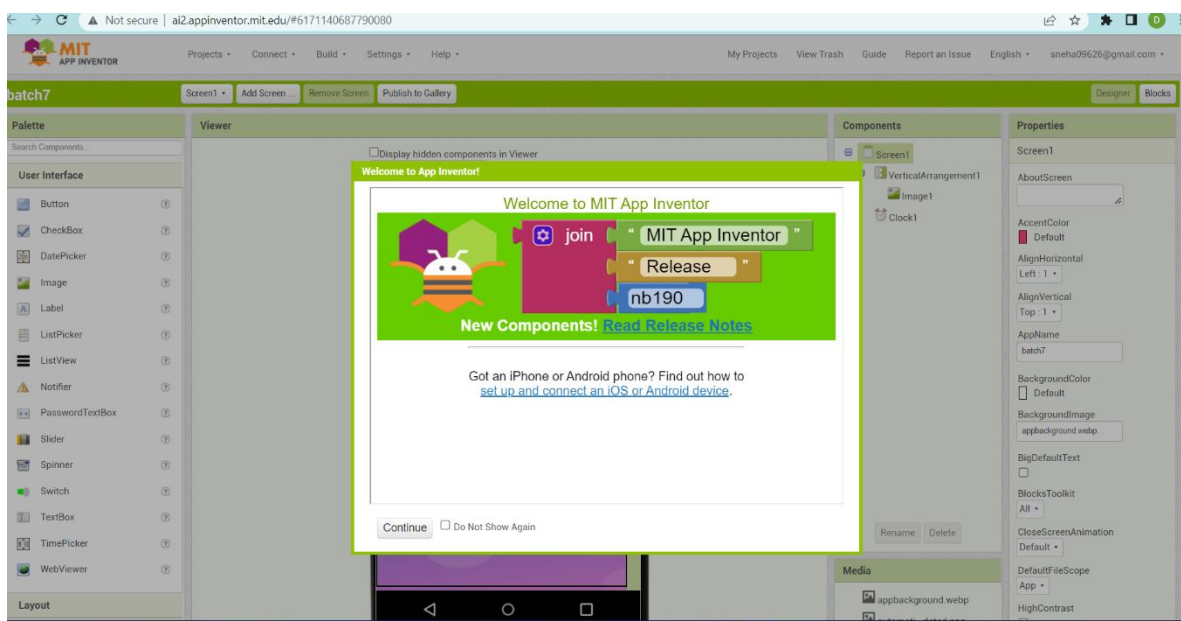 Not secure | ai2.appinventor.mit.edu/#6171140687790080
D
MIT
APP INVENTOR
Projects Connect Build Settings Help My Projects View Trash Guide Report an Issue English sneha09626@gmail.com
batch7 Screen1 Add Screen ... Remove Screen Publish to Gallery Designer Blocks
Palette Viewer Components Properties
Search Components...
Display hidden components in Viewer
Screen1
Screen1
User Interface
Welcome to App Inventor!
VerticalArrangement1
AboutScreen
Button
Image1
Welcome to MIT App Inventor
CheckBox
Clock1
AccentColor
Default
join " MIT App Inventor "
DatePicker
AlignHorizontal
" Release "
Left : 1
Image
nb190
AlignVertical
Label
Top : 1
New Components! Read Release Notes
ListPicker
AppName
batch7
ListView
Got an iPhone or Android phone? Find out how to
BackgroundColor
Notifier
set up and connect an iOS or Android device.
Default
PasswordTextBox
BackgroundImage
appbackground.webp...
Slider
BigDefaultText
Spinner
Switch
BlocksToolkit
All
TextBox
Continue Do Not Show Again
Rename Delete
CloseScreenAnimation
TimePicker
Default
WebViewer
Media
DefaultFileScope
App
Layout
appbackground.webp
HighContrast